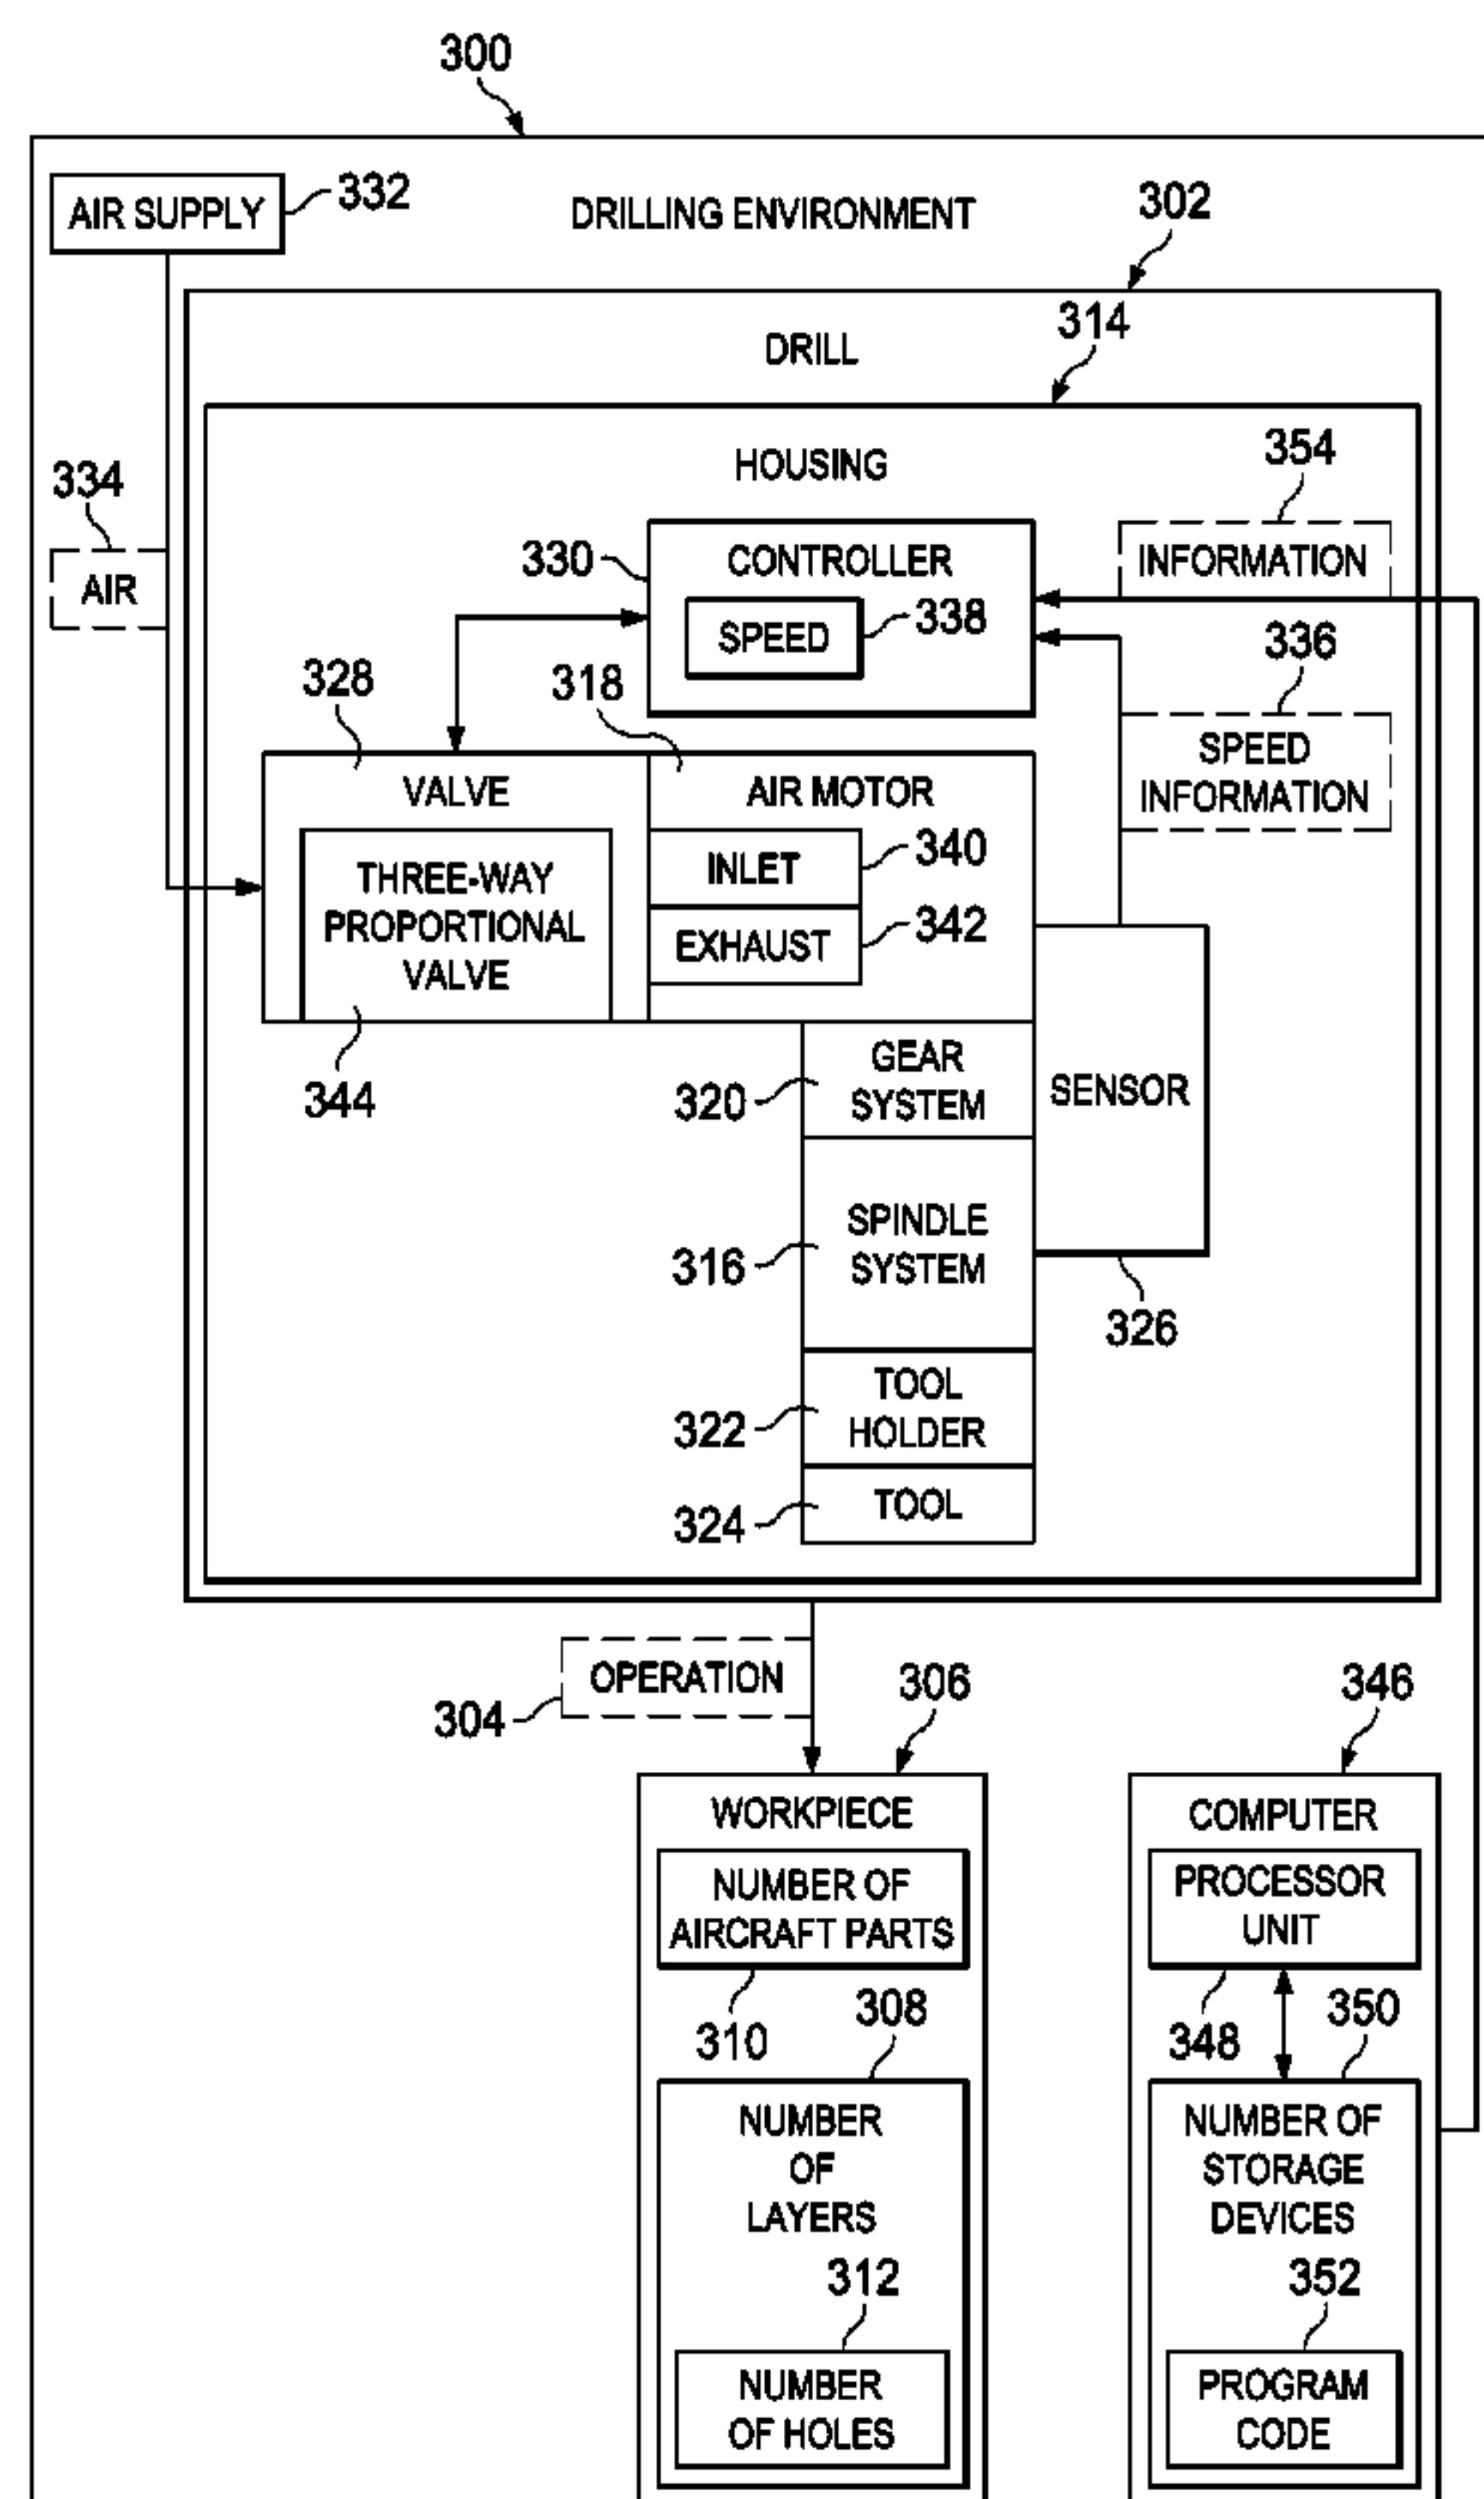 300
AIR SUPPLY
332
DRILLING ENVIRONMENT
302
314
DRILL
HOUSING
354
INFORMATION
334
AIR
330
CONTROLLER
SPEED
338
336
SPEED
INFORMATION
328
318
VALVE
AIR MOTOR
THREE-WAY
PROPORTIONAL
VALVE
INLET
340
EXHAUST
342
344
320
GEAR
SYSTEM
SENSOR
316
SPINDLE
SYSTEM
326
322
TOOL
HOLDER
324
TOOL
304
OPERATION
306
346
WORKPIECE
NUMBER OF
AIRCRAFT PARTS
310
308
NUMBER
OF
LAYERS
312
NUMBER
OF HOLES
COMPUTER
PROCESSOR
UNIT
348
350
NUMBER OF
STORAGE
DEVICES
352
PROGRAM
CODE